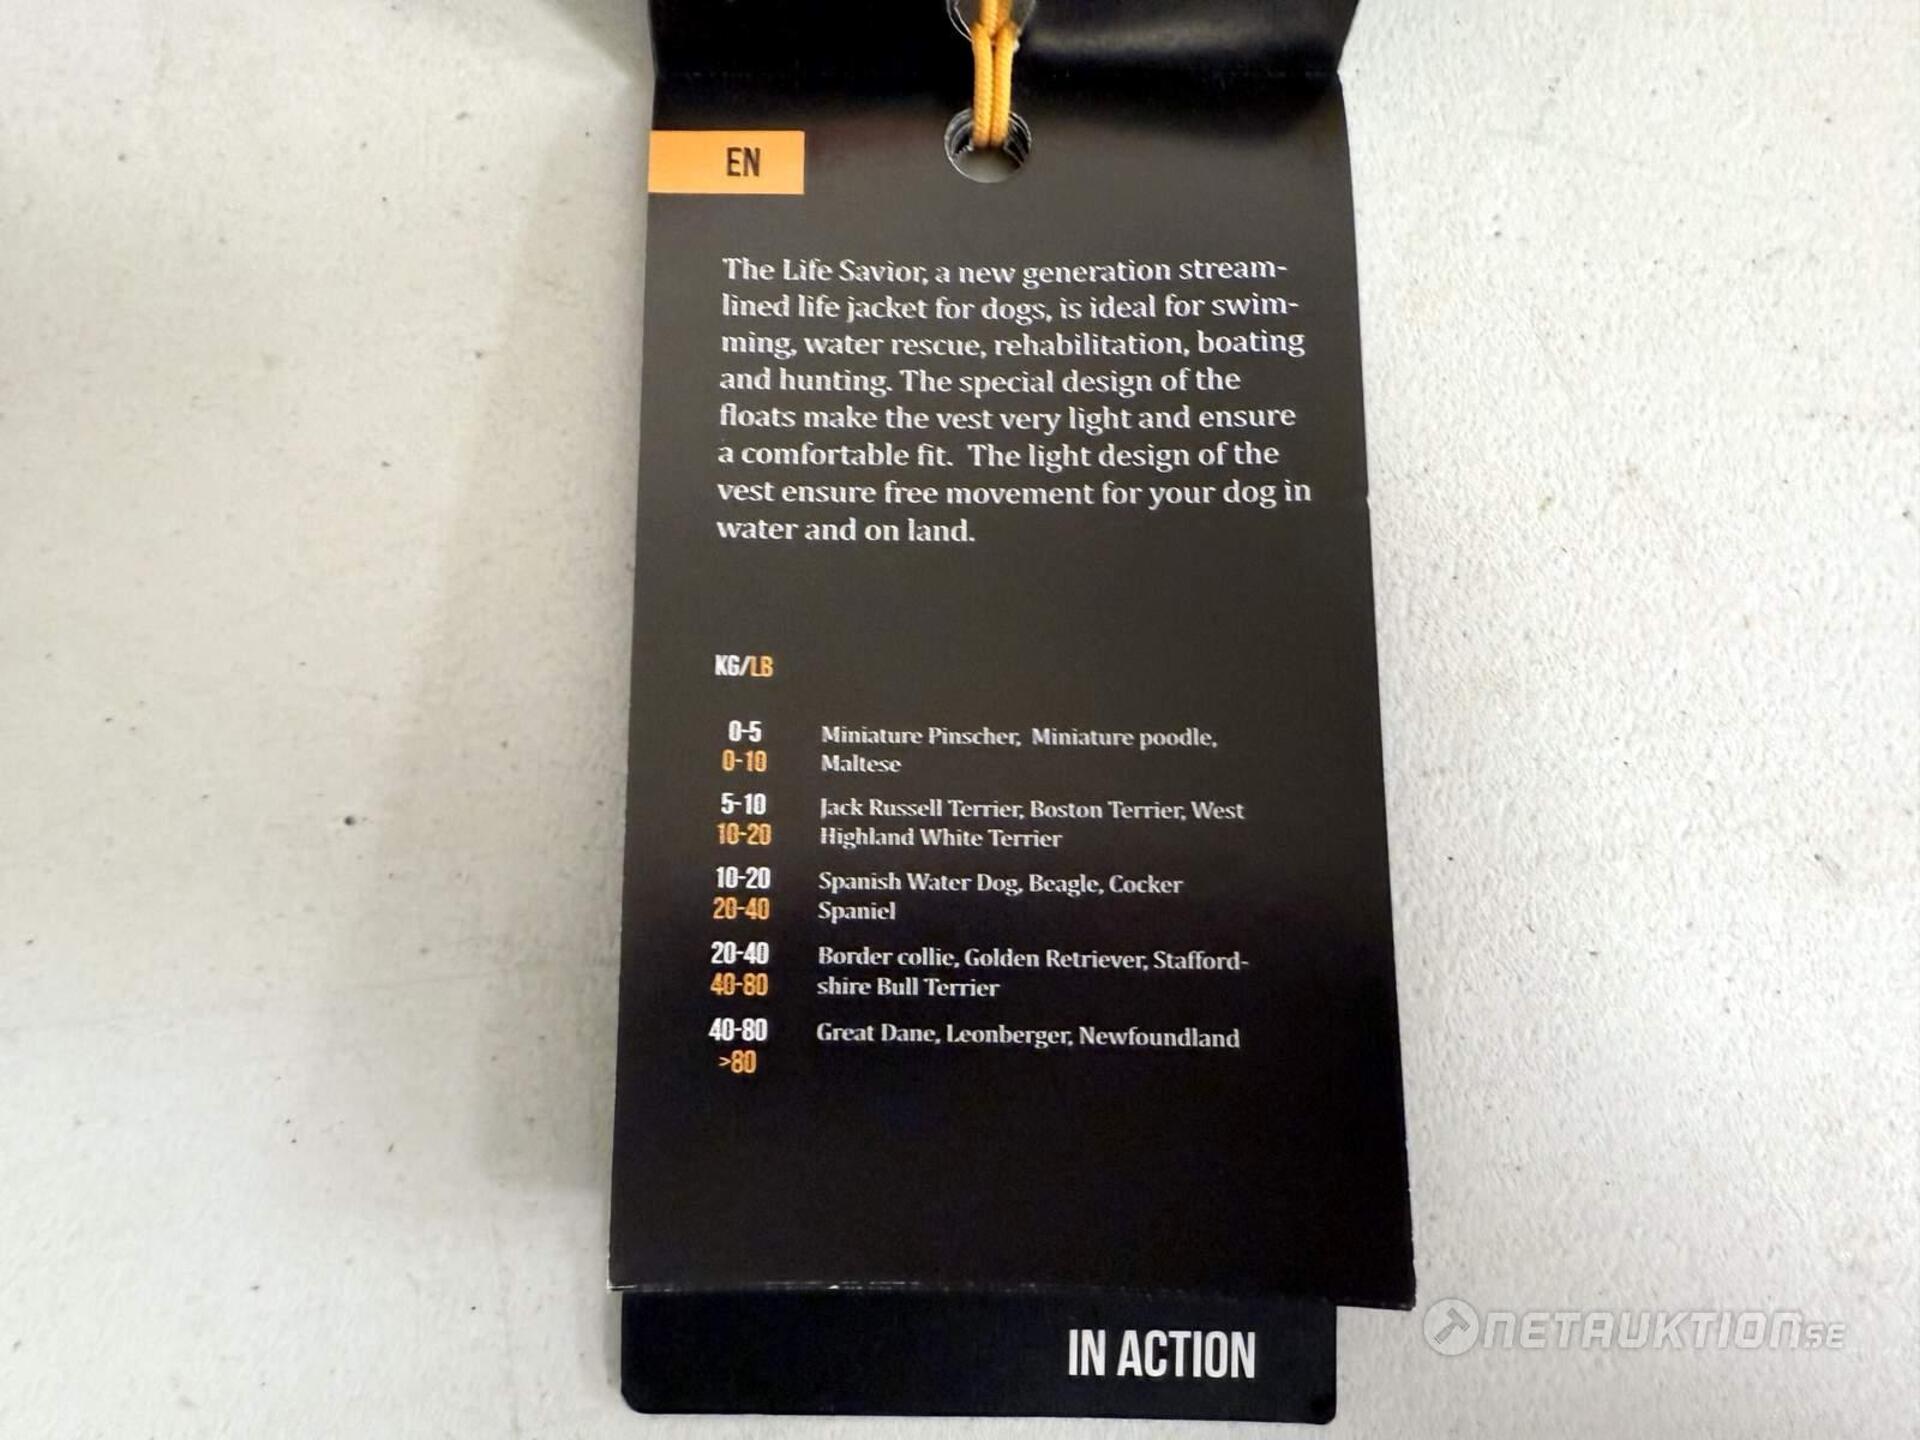 EN
The Life Savior, a new generation stream-
lined life jacket for dogs, is ideal for swim-
ming, water rescue, rehabilitation, boating
and hunting. The special design of the
floats make the vest very light and ensure
a comfortable fit.  The light design of the
vest ensure free movement for your dog in
water and on land.
KG/LB
0-5 Miniature Pinscher,  Miniature poodle,
0-10 Maltese
5-10 Jack Russell Terrier, Boston Terrier, West
10-20 Highland White Terrier
10-20 Spanish Water Dog, Beagle, Cocker
20-40 Spaniel
20-40 Border collie, Golden Retriever, Stafford-
40-80 shire Bull Terrier
40-80 Great Dane, Leonberger, Newfoundland
>80
IN ACTION
NETAUKTION.SE